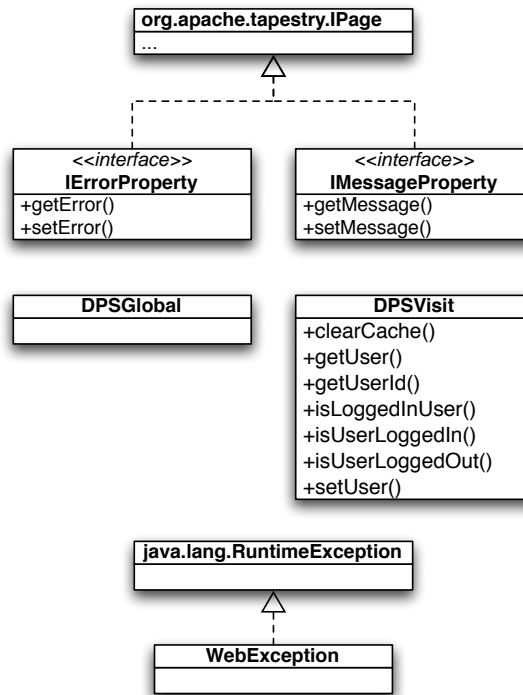 org.apache.tapestry.IPage
...
<<interface>>
IErrorProperty
+getError()
+setError()
<<interface>>
IMessageProperty
+getMessage()
+setMessage()
DPSGlobal
DPSVisit
+clearCache()
+getUser()
+getUserId()
+isLoggedInUser()
+isUserLoggedIn()
+isUserLoggedOut()
+setUser()
java.lang.RuntimeException
WebException